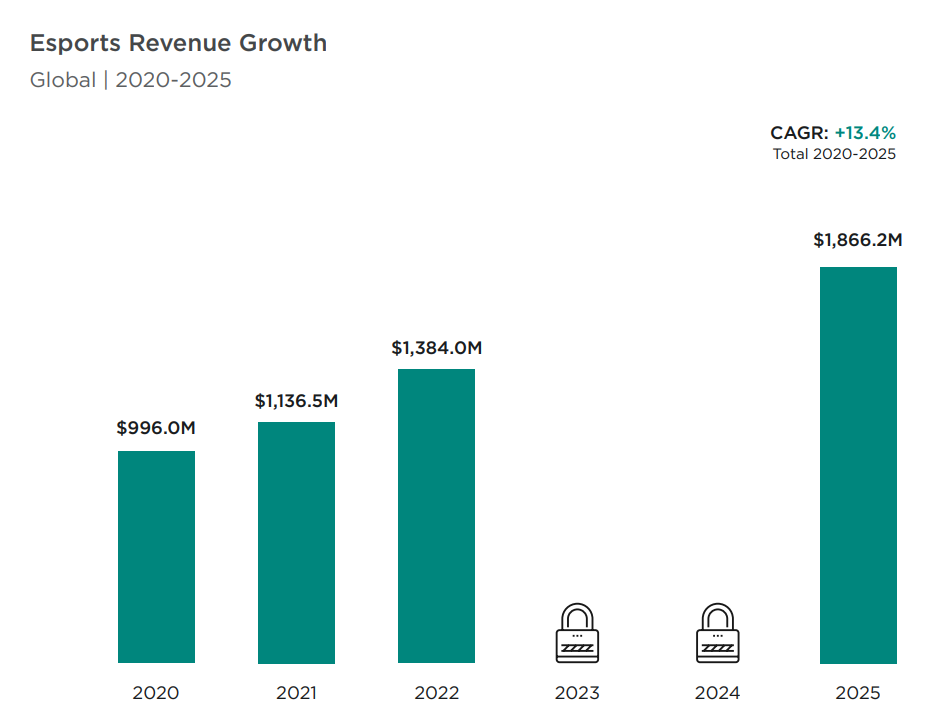 Esports Revenue Growth
Global | 2020-2025
CAGR: +13.4%
Total 2020-2025
$1,866.2M
$1,384.0M
$1,136.5M
$996.0M
2020 2021 2022 2023 2024 2025